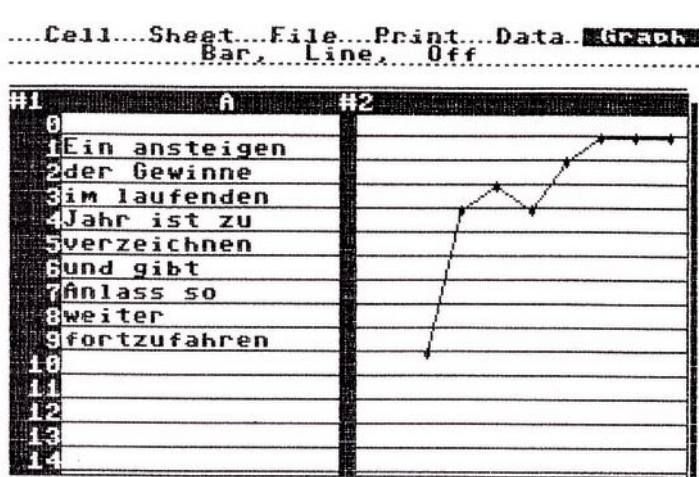 ....Cell...Sheet...File...Print...Data..Graph
Bar, Line, Off
#1 A #2
0
1 Ein ansteigen
2 der Gewinne
3 im laufenden
4 Jahr ist zu
5 verzeichnen
6 und gibt
7 Anlass so
8 weiter
9 fortzufahren
10
11
12
13
14